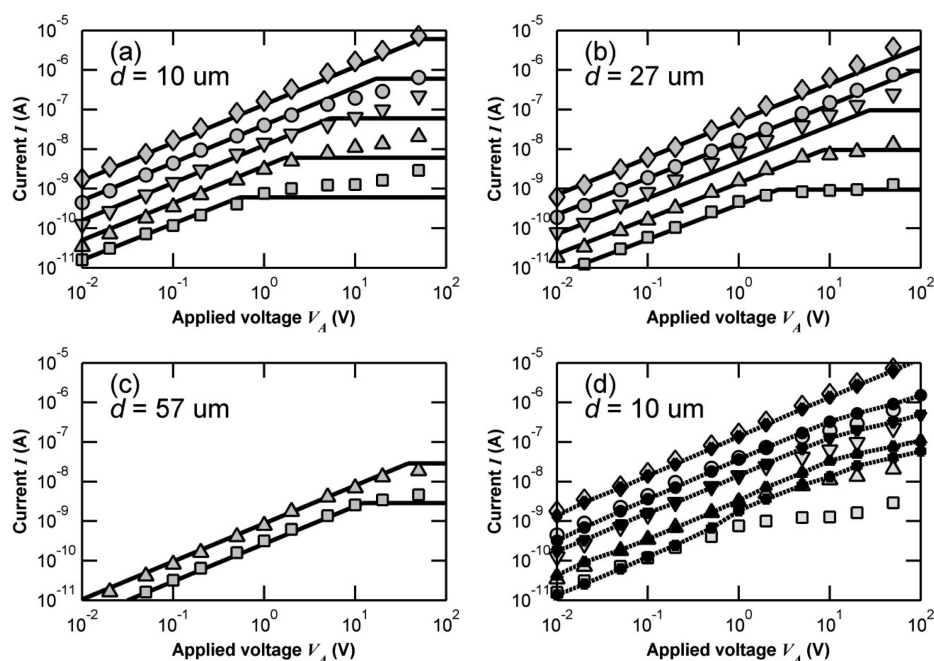 (a)
d = 10 um
Current I (A)
10^-5
10^-6
10^-7
10^-8
10^-9
10^-10
10^-11
10^-2 10^-1 10^0 10^1 10^2
Applied voltage V_A (V)
(b)
d = 27 um
Current I (A)
10^-5
10^-6
10^-7
10^-8
10^-9
10^-10
10^-11
10^-2 10^-1 10^0 10^1 10^2
Applied voltage V_A (V)
(c)
d = 57 um
Current I (A)
10^-5
10^-6
10^-7
10^-8
10^-9
10^-10
10^-11
10^-2 10^-1 10^0 10^1 10^2
Applied voltage V_A (V)
(d)
d = 10 um
Current I (A)
10^-5
10^-6
10^-7
10^-8
10^-9
10^-10
10^-11
10^-2 10^-1 10^0 10^1 10^2
Applied voltage V_A (V)